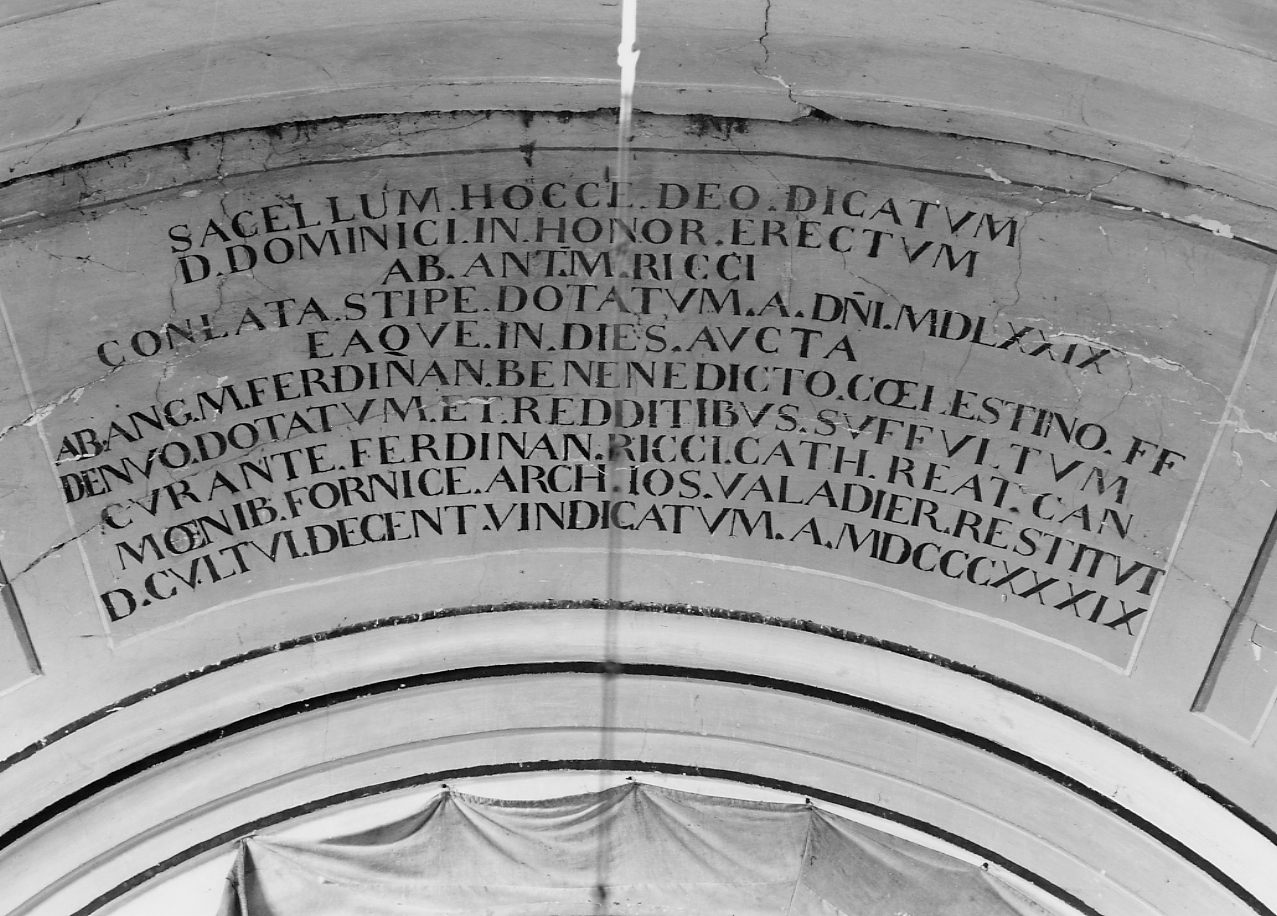 SACELLUM.HOCCE.DEO.DICATVM
D.DOMINICI.IN.HONOR.ERECTVM
AB.ANT.M.RICCI
CONLATA.STIPE.DOTATVM.A.DÑI.MDLXXXIX
EAQVE.IN.DIES.AVCTA
AB.ANG.M.FERDIÑAN.BENENEDICTO.CŒLESTINO.FF
DENVO.DOTATVM.ET.REDDITIBVS.SVFFVLTVM
CVRANTE.FERDINAN.RICCI.CATH.REAT.CAN
MŒNIB.FORNICE.ARCH.IOS.VALADIER.RESTITVT
D.CVLTVI.DECENT.VINDICATVM.A.MDCCCXXXIX